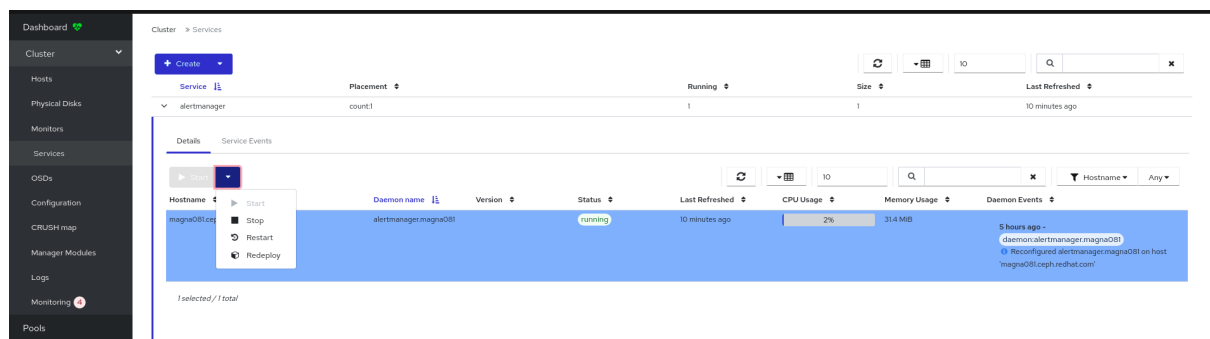 Dashboard
Cluster
Hosts
Physical Disks
Monitors
Services
OSDs
Configuration
CRUSH map
Manager Modules
Logs
Monitoring 4
Pools
Cluster » Services
+ Create
10
Service Placement Running Size Last Refreshed
alertmanager count:1 1 1 10 minutes ago
Details Service Events
Start
10
Hostname Any
Hostname Daemon name Version Status Last Refreshed CPU Usage Memory Usage Daemon Events
magna081.cep alertmanager.magna081 running 10 minutes ago 2% 31.4 MiB
5 hours ago -
daemon:alertmanager.magna081
Reconfigured alertmanager.magna081 on host
'magna081.ceph.redhat.com'
Start
Stop
Restart
Redeploy
1 selected / 1 total